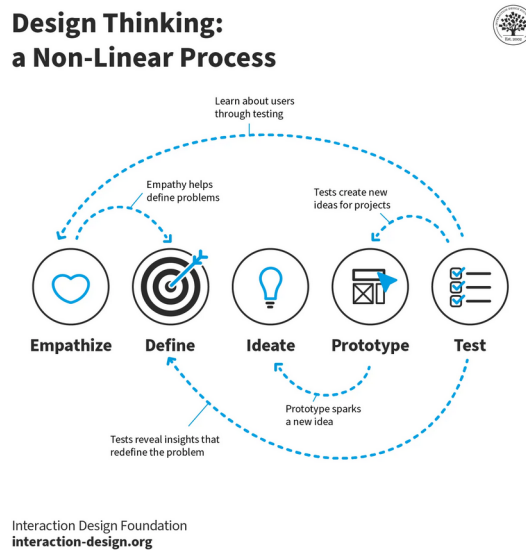 Design Thinking:
a Non-Linear Process
Learn about users
through testing
Empathy helps
define problems
Tests create new
ideas for projects
Empathize
Define
Ideate
Prototype
Test
Prototype sparks
a new idea
Tests reveal insights that
redefine the problem
Interaction Design Foundation
interaction-design.org